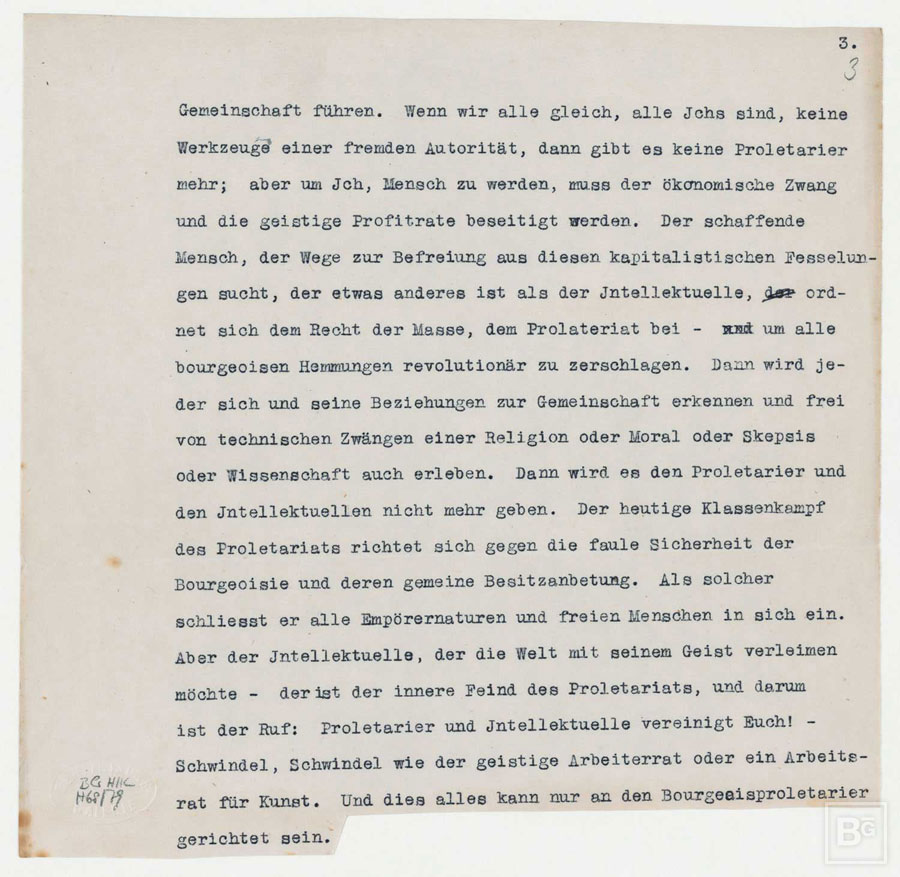 3.
3
Gemeinschaft führen. Wenn wir alle gleich, alle Jchs sind, keine
Werkzeuge einer fremden Autorität, dann gibt es keine Proletarier
mehr; aber um Jch, Mensch zu werden, muss der ökonomische Zwang
und die geistige Profitrate beseitigt werden. Der schaffende
Mensch, der Wege zur Befreiung aus diesen kapitalistischen Fesselun-
gen sucht, der etwas anderes ist als der Jntellektuelle, der ord-
net sich dem Recht der Masse, dem Prolateriat bei - und um alle
bourgeoisen Hemmungen revolutionär zu zerschlagen. Dann wird je-
der sich und seine Beziehungen zur Gemeinschaft erkennen und frei
von technischen Zwängen einer Religion oder Moral oder Skepsis
oder Wissenschaft auch erleben. Dann wird es den Proletarier und
den Jntellektuellen nicht mehr geben. Der heutige Klassenkampf
des Proletariats richtet sich gegen die faule Sicherheit der
Bourgeoisie und deren gemeine Besitzanbetung. Als solcher
schliesst er alle Empörernaturen und freien Menschen in sich ein.
Aber der Jntellektuelle, der die Welt mit seinem Geist verleimen
möchte - der ist der innere Feind des Proletariats, und darum
ist der Ruf: Proletarier und Jntellektuelle vereinigt Euch! -
Schwindel, Schwindel wie der geistige Arbeiterrat oder ein Arbeits-
rat für Kunst. Und dies alles kann nur an den Bourgeoisproletarier
gerichtet sein.
BG HHC
H68/79
BG